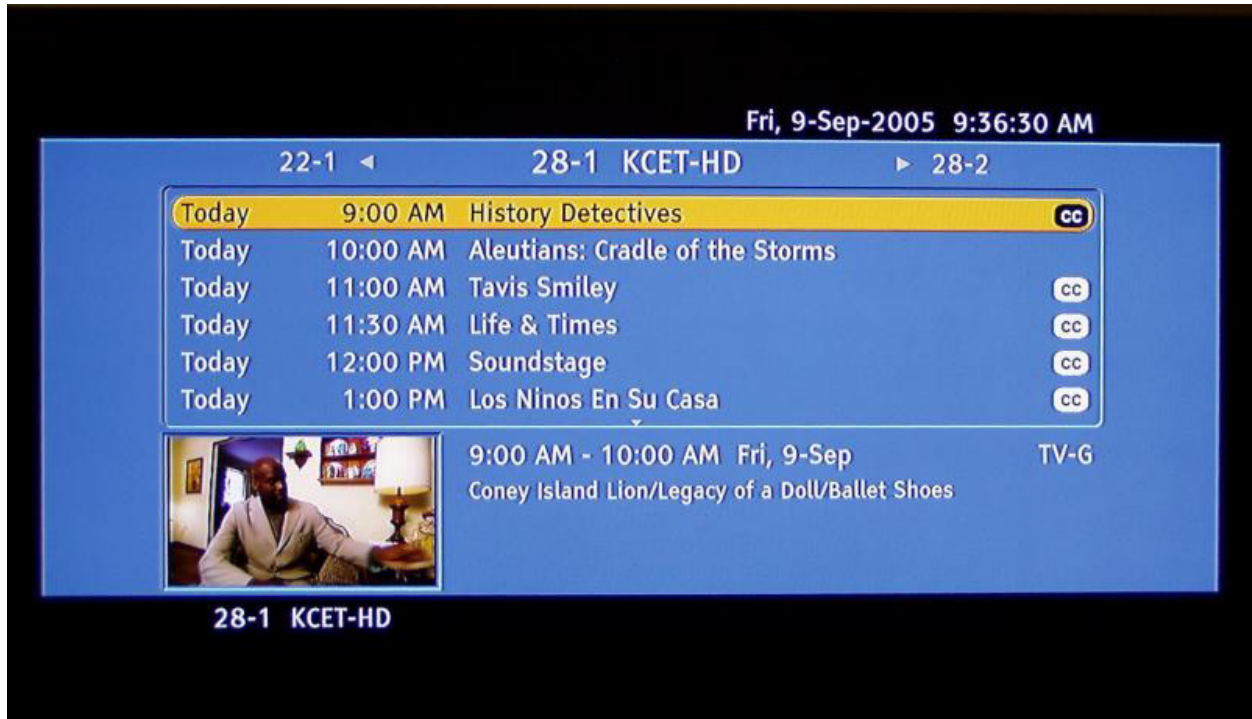 Fri, 9-Sep-2005 9:36:30 AM
22-1 ◄ 28-1 KCET-HD ► 28-2
Today 9:00 AM History Detectives CC
Today 10:00 AM Aleutians: Cradle of the Storms
Today 11:00 AM Tavis Smiley CC
Today 11:30 AM Life & Times CC
Today 12:00 PM Soundstage CC
Today 1:00 PM Los Ninos En Su Casa CC
9:00 AM - 10:00 AM Fri, 9-Sep TV-G
Coney Island Lion/Legacy of a Doll/Ballet Shoes
28-1 KCET-HD